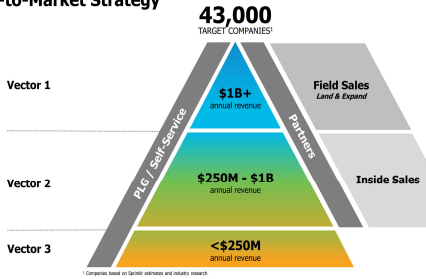 -to-Market Strategy
43,000
TARGET COMPANIES¹
Vector 1
$1B+
annual revenue
Field Sales
Land & Expand
PLG / Self-Service
Partners
Vector 2
$250M - $1B
annual revenue
Inside Sales
Vector 3
<$250M
annual revenue
¹ Companies based on Sprinklr estimates and industry research